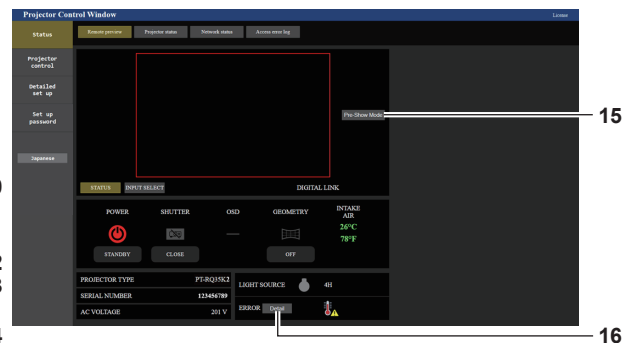 Projector Control Window
License
Status
Remote preview
Projector status
Network status
Access error log
Projector
control
Detailed
set up
Set up
password
Japanese
Pre-Show Mode
15
STATUS
INPUT SELECT
DIGITAL LINK
POWER
SHUTTER
OSD
GEOMETRY
INTAKE
AIR
26°C
78°F
STANDBY
CLOSE
OFF
PROJECTOR TYPE
PT-RQ35K2
SERIAL NUMBER
123456789
AC VOLTAGE
201 V
LIGHT SOURCE
4H
ERROR
Detail
16